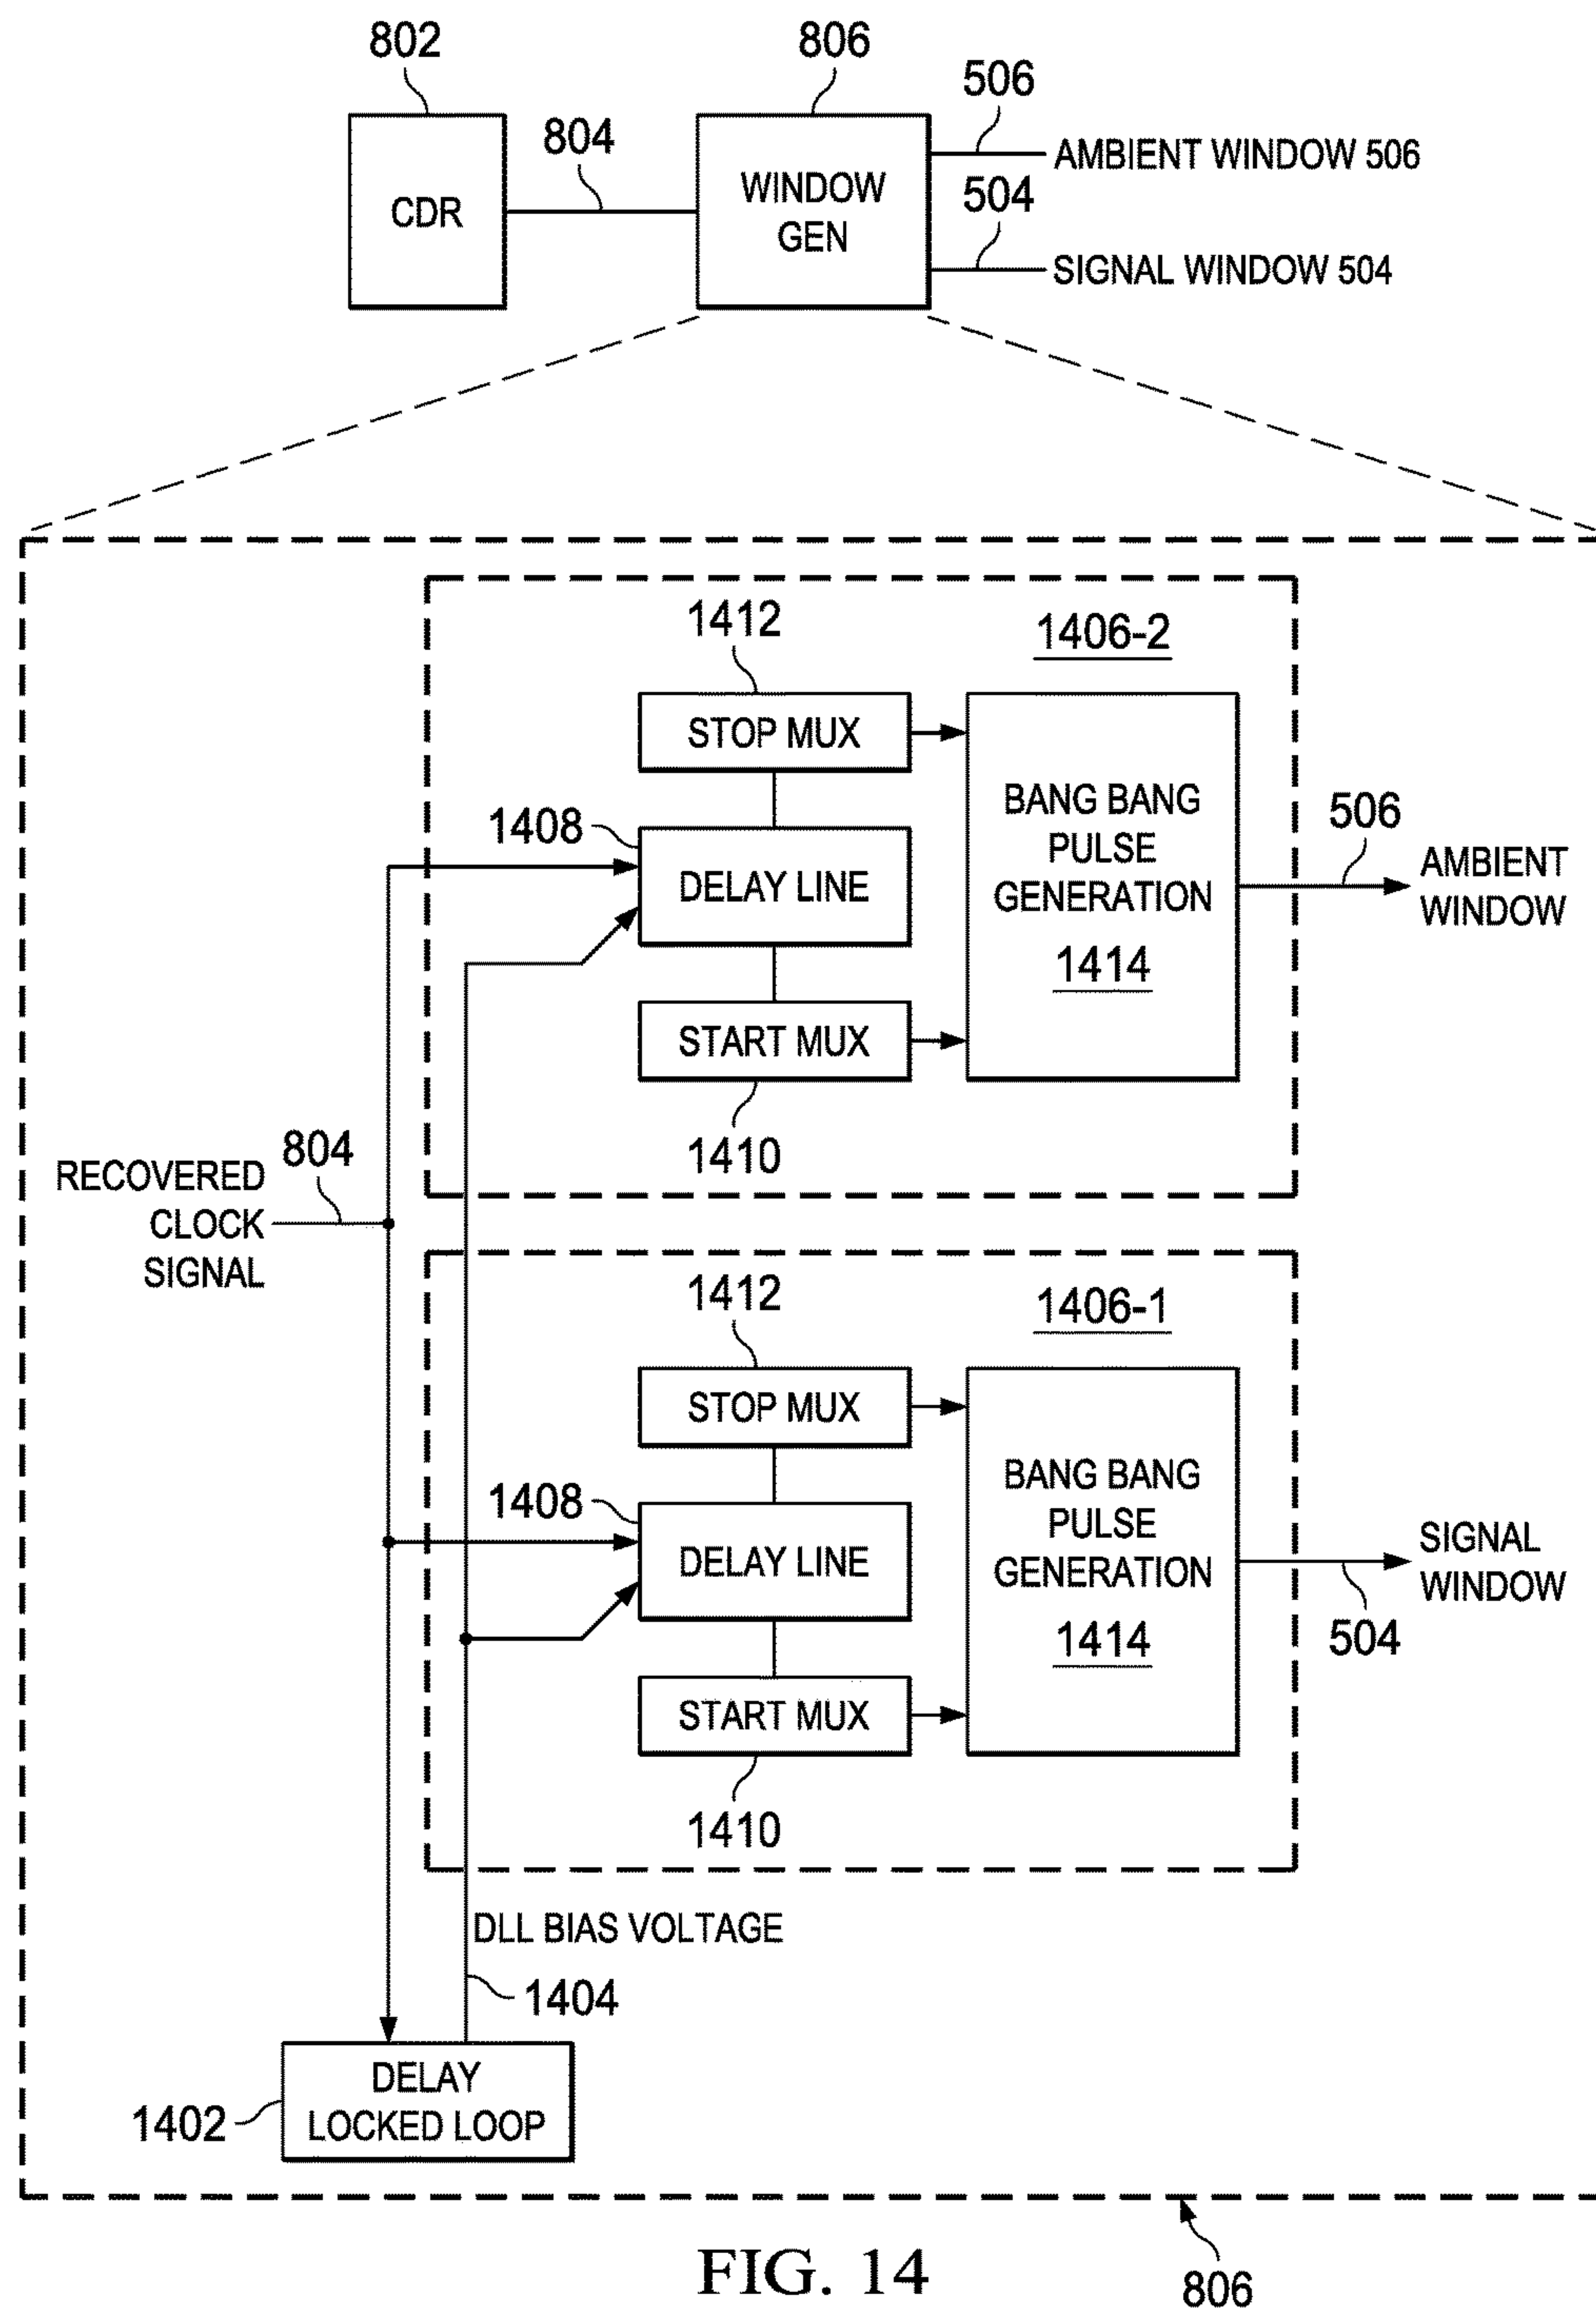 802
806
506
804
AMBIENT WINDOW 506
CDR
WINDOW
GEN
504
SIGNAL WINDOW 504
1412
1406-2
STOP MUX
1408
DELAY LINE
BANG BANG
PULSE
GENERATION
1414
506
AMBIENT
WINDOW
START MUX
1410
804
RECOVERED
CLOCK
SIGNAL
1412
1406-1
STOP MUX
1408
DELAY LINE
BANG BANG
PULSE
GENERATION
1414
SIGNAL
WINDOW
504
START MUX
1410
DLL BIAS VOLTAGE
1404
DELAY
LOCKED LOOP
1402
806
FIG. 14